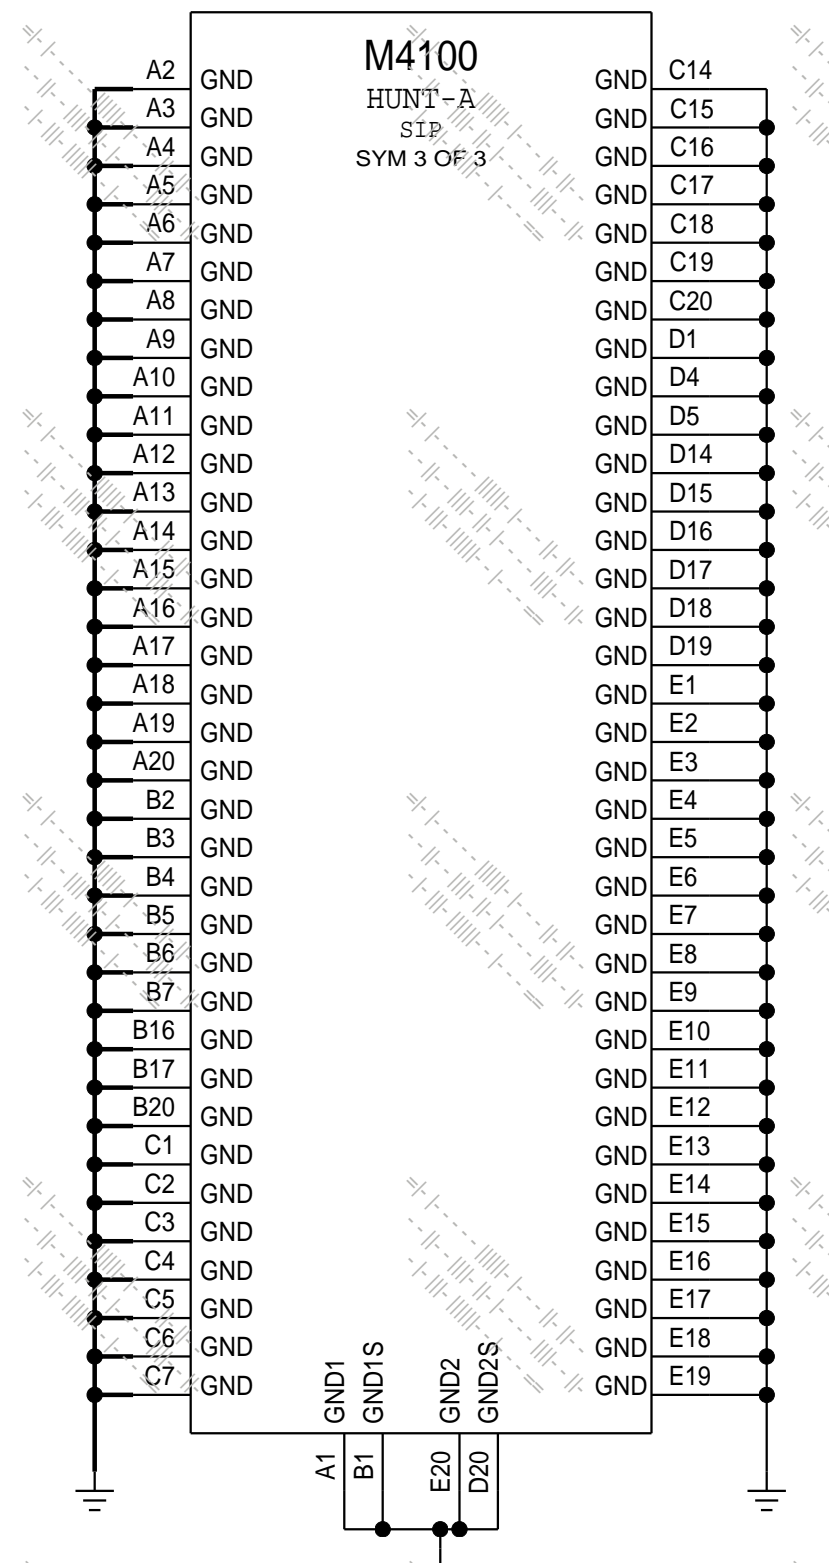 M4100
HUNT-A
SIP
SYM 3 OF 3
A2 GND GND C14
A3 GND GND C15
A4 GND GND C16
A5 GND GND C17
A6 GND GND C18
A7 GND GND C19
A8 GND GND C20
A9 GND GND D1
A10 GND GND D4
A11 GND GND D5
A12 GND GND D14
A13 GND GND D15
A14 GND GND D16
A15 GND GND D17
A16 GND GND D18
A17 GND GND D19
A18 GND GND E1
A19 GND GND E2
A20 GND GND E3
B2 GND GND E4
B3 GND GND E5
B4 GND GND E6
B5 GND GND E7
B6 GND GND E8
B7 GND GND E9
B16 GND GND E10
B17 GND GND E11
B20 GND GND E12
C1 GND GND E13
C2 GND GND E14
C3 GND GND E15
C4 GND GND E16
C5 GND GND E17
C6 GND GND E18
C7 GND GND E19
GND1 GND1S GND2 GND2S
A1 B1 E20 D20